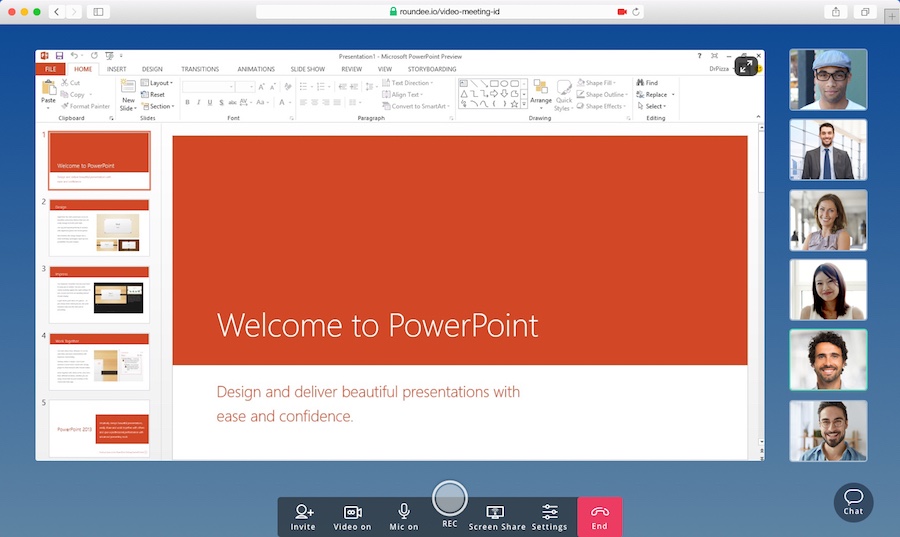 roundee.io/video-meeting-id
Presentation1 - Microsoft PowerPoint Preview
FILE HOME INSERT DESIGN TRANSITIONS ANIMATIONS SLIDE SHOW REVIEW VIEW STORYBOARDING
DrPizza
Paste
Cut
Copy
Format Painter
Clipboard
New
Slide
Layout
Reset
Section
Slides
Font
Text Direction
Align Text
Convert to SmartArt
Paragraph
Arrange
Quick
Styles
Shape Fill
Shape Outline
Shape Effects
Drawing
Find
Replace
Select
Editing
1
Welcome to PowerPoint
2
Design
3
4
Work Together
5
PowerPoint 2013
Welcome to PowerPoint
Design and deliver beautiful presentations with
ease and confidence.
Invite
Video on
Mic on
REC
Screen Share
Settings
End
Chat